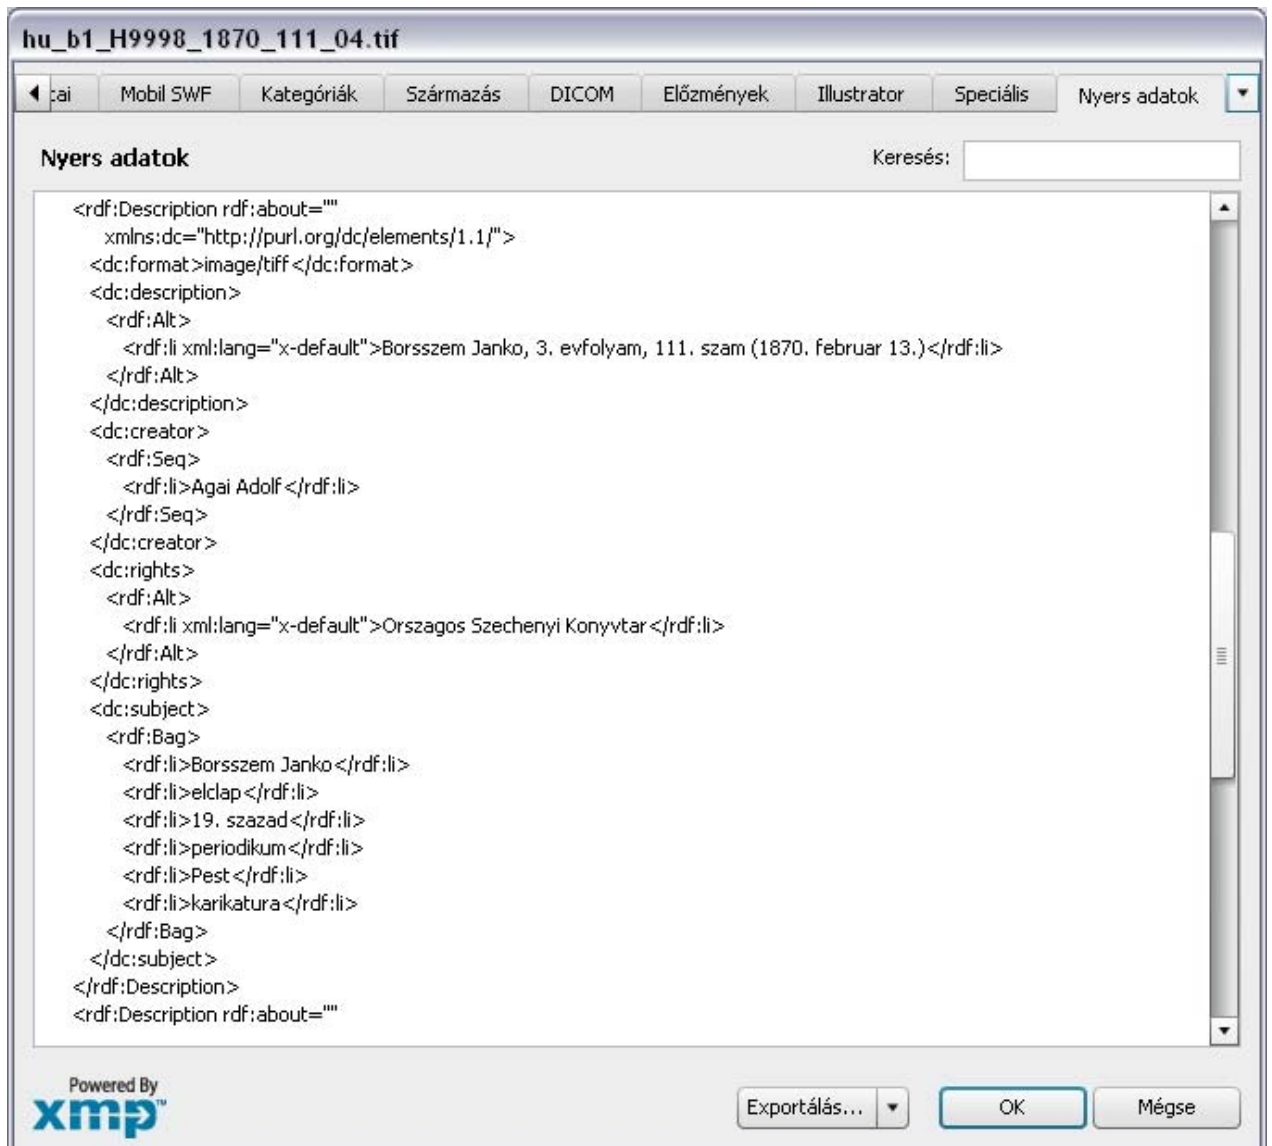 hu_b1_H9998_1870_111_04.tif
Mobil SWF Kategóriák Származás DICOM Előzmények Illustrator Speciális Nyers adatok
Nyers adatok Keresés:
<rdf:Description rdf:about=""
xmlns:dc="http://purl.org/dc/elements/1.1/">
<dc:format>image/tiff</dc:format>
<dc:description>
<rdf:Alt>
<rdf:li xml:lang="x-default">Borsszem Janko, 3. evfolyam, 111. szam (1870. februar 13.)</rdf:li>
</rdf:Alt>
</dc:description>
<dc:creator>
<rdf:Seq>
<rdf:li>Agai Adolf</rdf:li>
</rdf:Seq>
</dc:creator>
<dc:rights>
<rdf:Alt>
<rdf:li xml:lang="x-default">Orszagos Szechenyi Konyvtar</rdf:li>
</rdf:Alt>
</dc:rights>
<dc:subject>
<rdf:Bag>
<rdf:li>Borsszem Janko</rdf:li>
<rdf:li>elclap</rdf:li>
<rdf:li>19. szazad</rdf:li>
<rdf:li>periodikum</rdf:li>
<rdf:li>Pest</rdf:li>
<rdf:li>karikatura</rdf:li>
</rdf:Bag>
</dc:subject>
</rdf:Description>
<rdf:Description rdf:about=""
Powered By
xmp™
Exportálás... OK Mégse